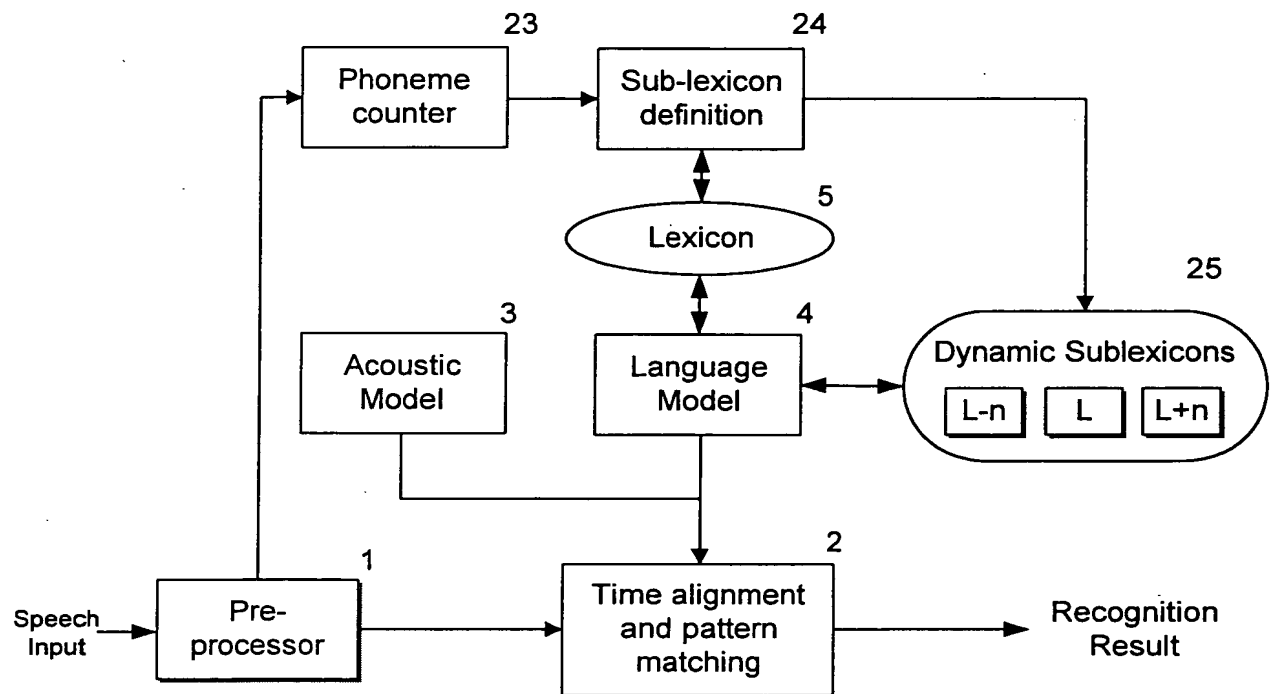 23
24
Phoneme
counter
Sub-lexicon
definition
5
Lexicon
25
3
4
Acoustic
Model
Language
Model
Dynamic Sublexicons
L-n
L
L+n
1
2
Speech
Input
Pre-
processor
Time alignment
and pattern
matching
Recognition
Result